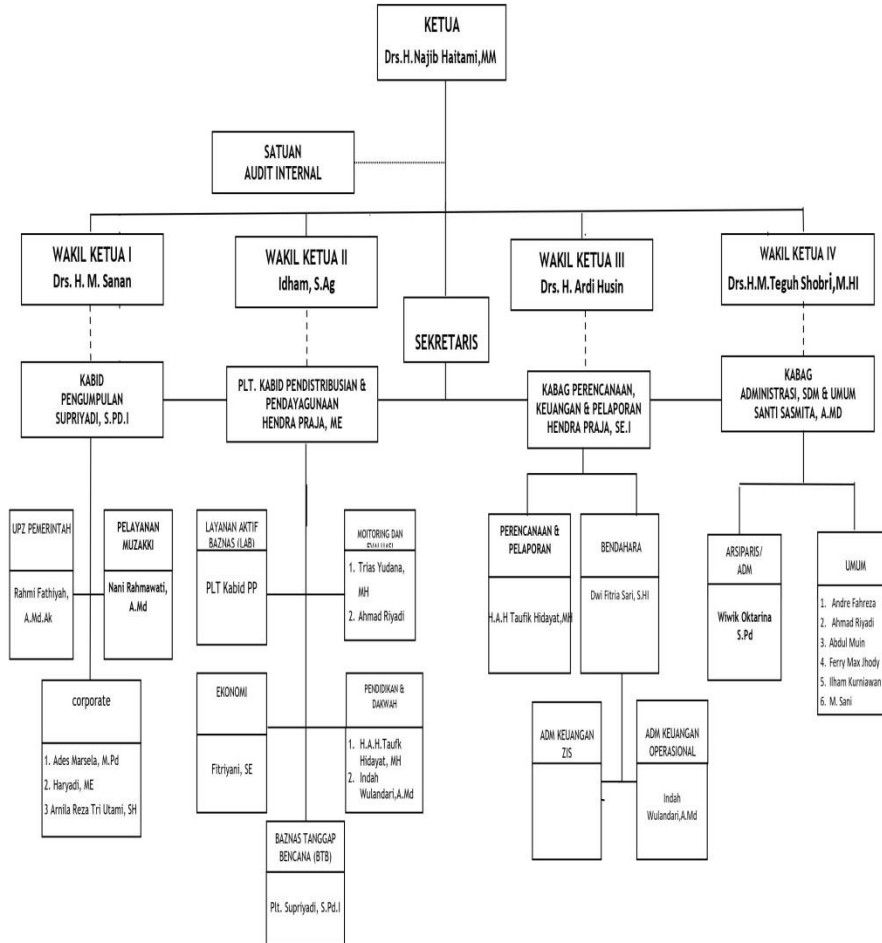 KETUA
Drs.H.Najib Haitami,MM
SATUAN
AUDIT INTERNAL
WAKIL KETUA I
Drs. H. M. Sanan
WAKIL KETUA II
Idham, S.Ag
WAKIL KETUA III
Drs. H. Ardi Husin
WAKIL KETUA IV
Drs.H.M.Teguh Shobri,M.HI
SEKRETARIS
KABID
PENGUMPULAN
SUPRIYADI, S.PD.I
PLT. KABID PENDISTRIBUSIAN &
PENDAYAGUNAAN
HENDRA PRAJA, ME
KABAG PERENCANAAN,
KEUANGAN & PELAPORAN
HENDRA PRAJA, SE.I
KABAG
ADMINISTRASI, SDM & UMUM
SANTI SASMITA, A.MD
UPZ PEMERINTAH
Rahmi Fathiyah,
A.Md.Ak
PELAYANAN
MUZAKKI
Nani Rahmawati,
A.Md
LAYANAN AKTIF
BAZNAS (LAB)
PLT Kabid PP
MOITORING DAN
1. Trias Yudana,
MH
2. Ahmad Riyadi
PERENCANAAN &
PELAPORAN
H.A.H Taufik Hidayat,MH
BENDAHARA
Dwi Fitria Sari, S.HI
ARSIPARIS/
ADM
Wiwik Oktarina
S.Pd
UMUM
1. Andre Fahreza
2. Ahmad Riyadi
3. Abdul Muin
4. Ferry Max Jhody
5. Ilham Kurniawan
6. M. Sani
corporate
1. Ades Marsela, M.Pd
2. Haryadi, ME
3 Arnila Reza Tri Utami, SH
EKONOMI
Fitriyani, SE
PENDIDIKAN &
DAKWAH
1. H.A.H.Taufk
Hidayat, MH
2. Indah
Wulandari,A.Md
ADM KEUANGAN
ZIS
ADM KEUANGAN
OPERASIONAL
Indah
Wulandari,A.Md
BAZNAS TANGGAP
BENCANA (BTB)
Plt. Supriyadi, S.Pd.I